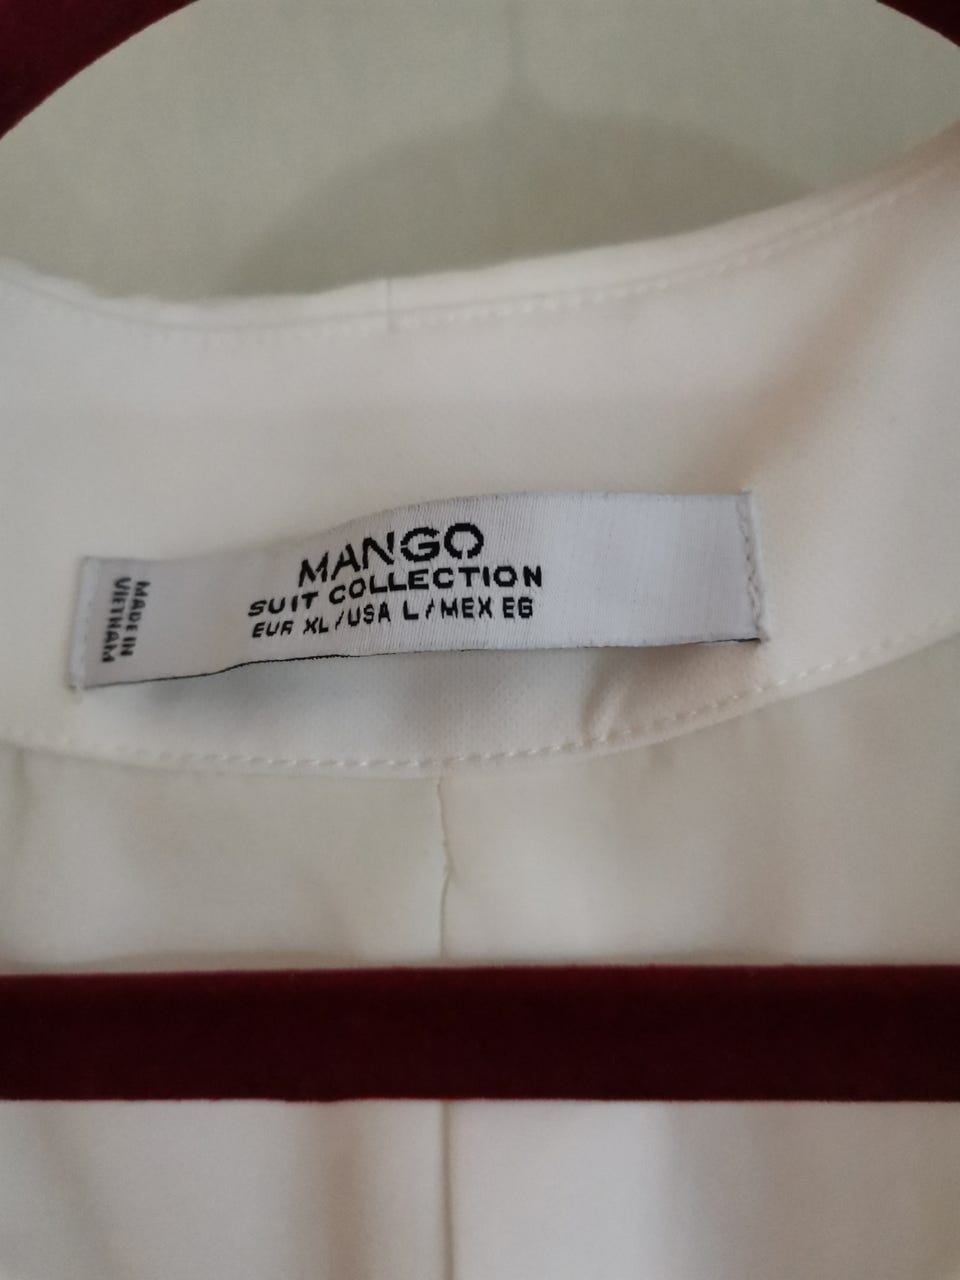 MANGO
SUIT COLLECTION
EUR XL / USA L / MEX EG
MADE IN
VIETNAM